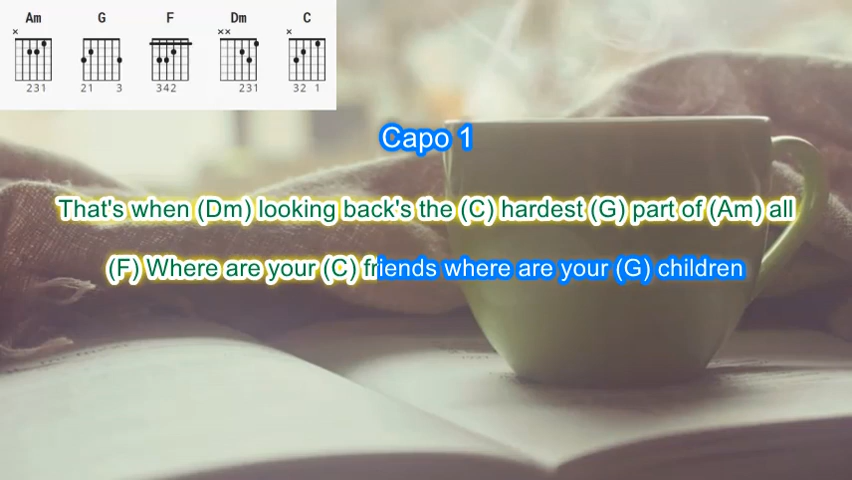 Am G F Dm C
× ×× ×
231 21 3 342 231 32 1
Capo 1
That's when (Dm) looking back's the (C) hardest (G) part of (Am) all
(F) Where are your (C) friends where are your (G) children